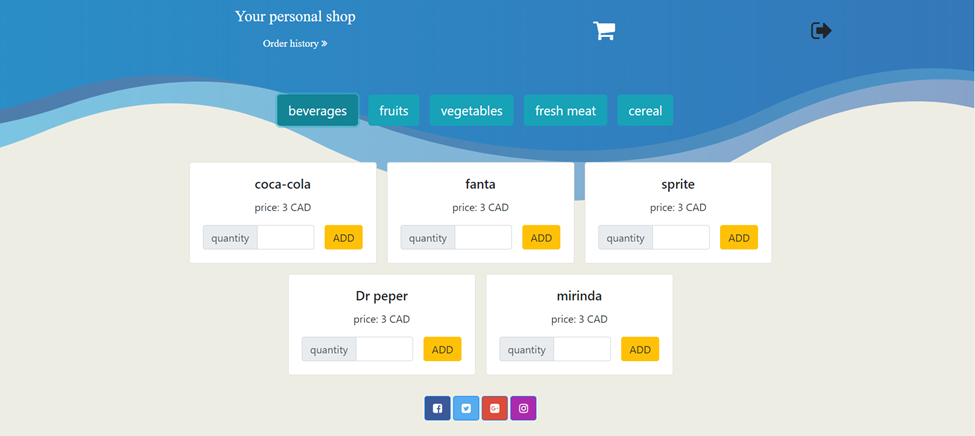 Your personal shop
Order history »
beverages fruits vegetables fresh meat cereal
coca-cola fanta sprite
price: 3 CAD price: 3 CAD price: 3 CAD
quantity ADD quantity ADD quantity ADD
Dr peper mirinda
price: 3 CAD price: 3 CAD
quantity ADD quantity ADD